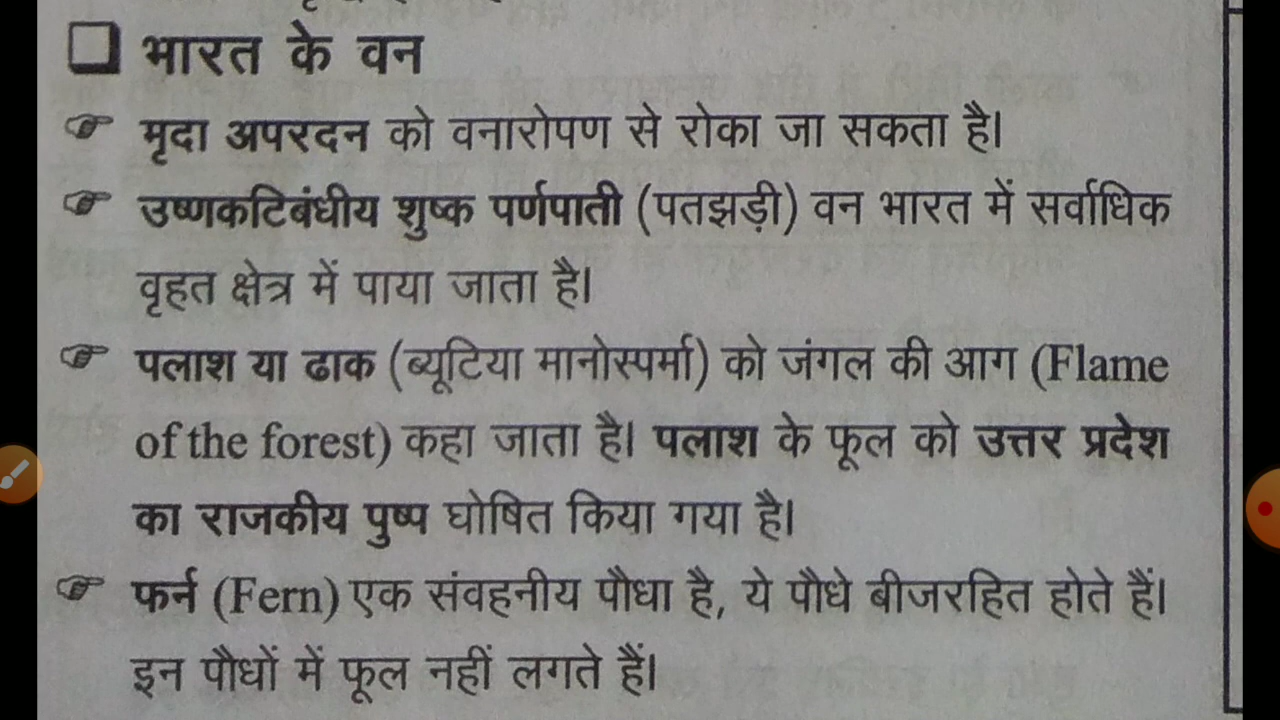 भारत के वन
मृदा अपरदन को वनारोपण से रोका जा सकता है।
उष्णकटिबंधीय शुष्क पर्णपाती (पतझड़ी) वन भारत में सर्वाधिक
वृहत क्षेत्र में पाया जाता है।
पलाश या ढाक (ब्यूटिया मानोस्पर्मा) को जंगल की आग (Flame
of the forest) कहा जाता है। पलाश के फूल को उत्तर प्रदेश
का राजकीय पुष्प घोषित किया गया है।
फर्न (Fern) एक संवहनीय पौधा है, ये पौधे बीजरहित होते हैं।
इन पौधों में फूल नहीं लगते हैं।